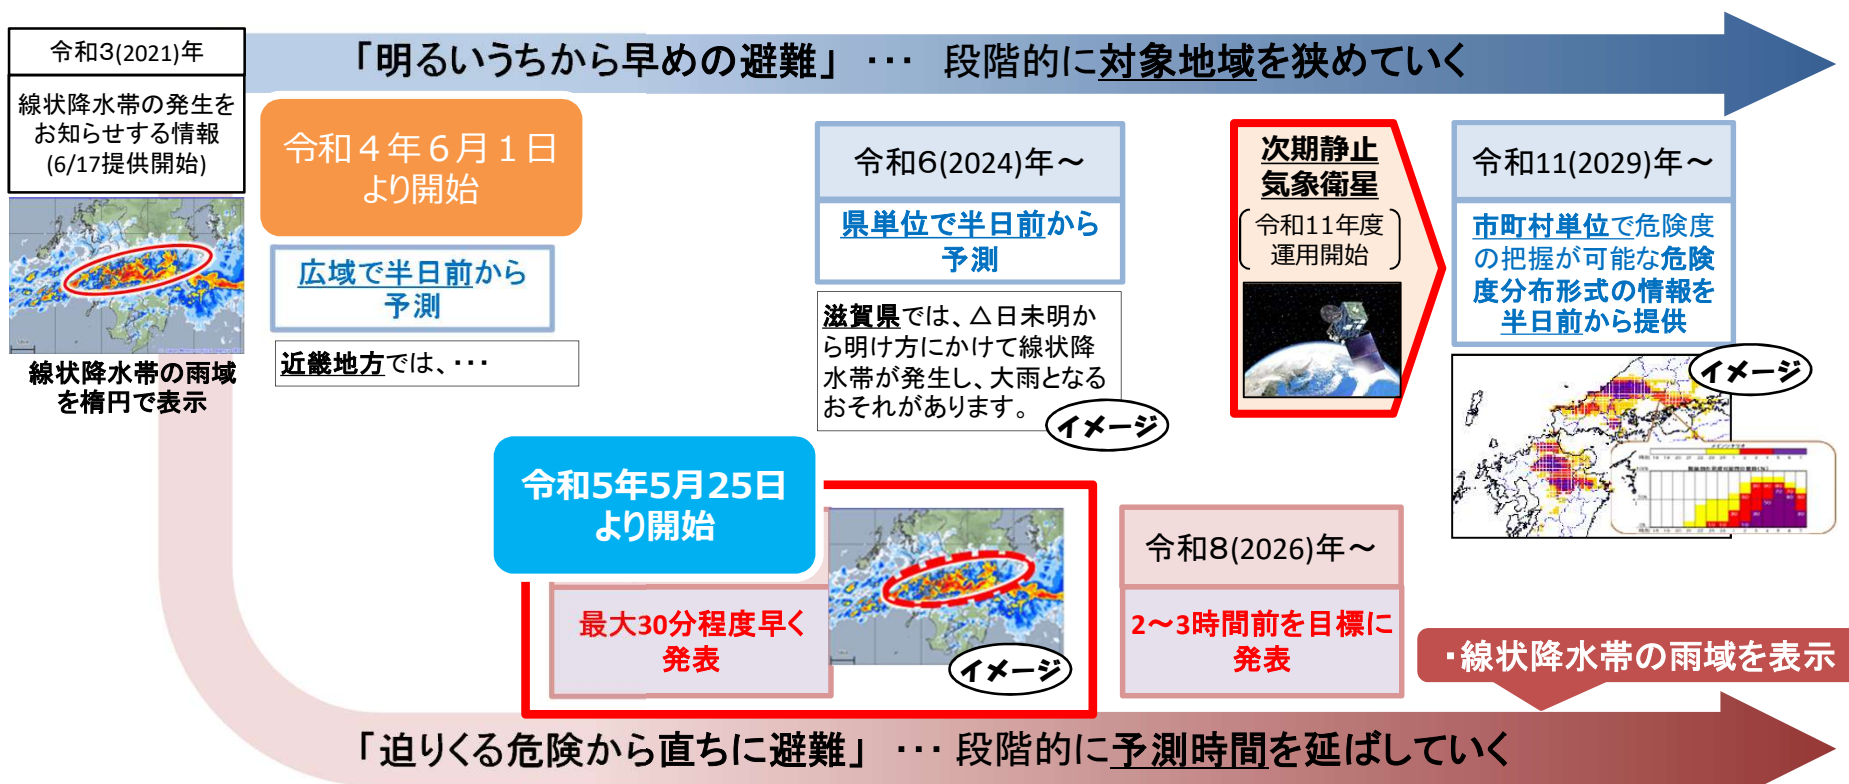 「明るいうちから早めの避難」 ・・・ 段階的に対象地域を狭めていく
令和3(2021)年
線状降水帯の発生を
お知らせする情報
(6/17提供開始)
線状降水帯の雨域
を楕円で表示
令和４年６月１日
より開始
広域で半日前から
予測
近畿地方では、・・・
令和6(2024)年～
県単位で半日前から
予測
滋賀県では、△日未明か
ら明け方にかけて線状降
水帯が発生し、大雨となる
おそれがあります。
イメージ
次期静止
気象衛星
令和11年度
運用開始
令和11(2029)年～
市町村単位で危険度
の把握が可能な危険
度分布形式の情報を
半日前から提供
イメージ
令和5年5月25日
より開始
最大30分程度早く
発表
イメージ
令和8(2026)年～
2～3時間前を目標に
発表
・線状降水帯の雨域を表示
「迫りくる危険から直ちに避難」 ・・・ 段階的に予測時間を延ばしていく